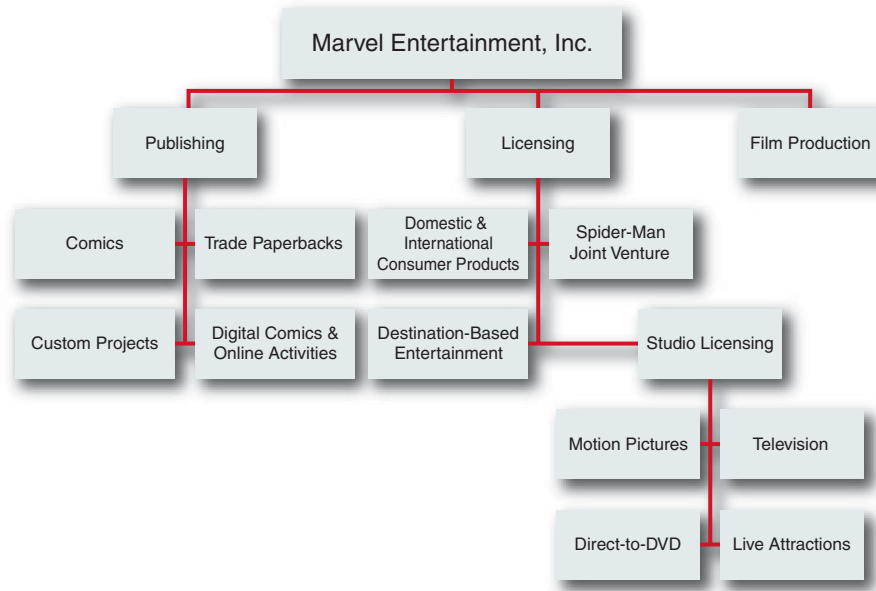 Marvel Entertainment, Inc.
Publishing
Licensing
Film Production
Comics
Trade Paperbacks
Domestic &
International
Consumer Products
Spider-Man
Joint Venture
Custom Projects
Digital Comics &
Online Activities
Destination-Based
Entertainment
Studio Licensing
Motion Pictures
Television
Direct-to-DVD
Live Attractions